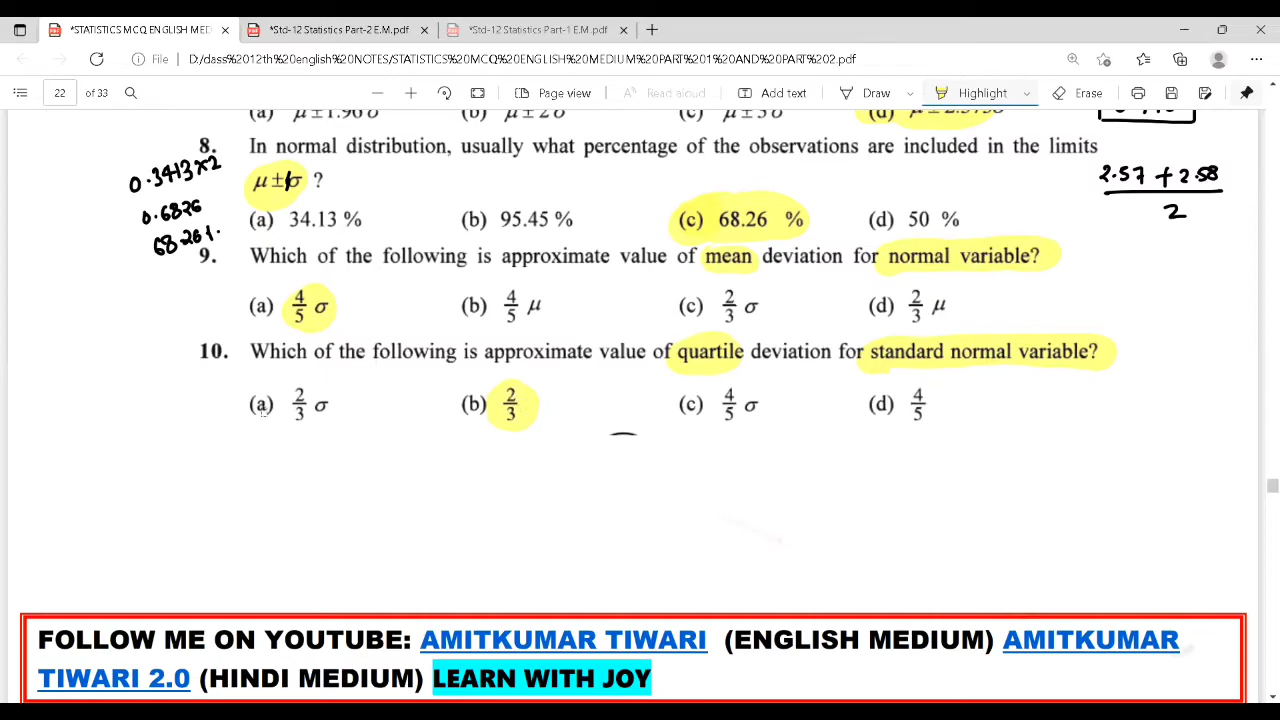 *STATISTICS MCQ ENGLISH MED
*Std-12 Statistics Part-2 E.M.pdf
*Std-12 Statistics Part-1 E.M.pdf
File
D:/class%2012th%20english%20NOTES/STATISTICS%20MCQ%20ENGLISH%20MEDIUM%20PART%201%20AND%20PART%202.pdf
22 of 33
Page view
Read aloud
Add text
Draw
Highlight
Erase
(a) μ ± 1.96 σ (b) μ ± 2 σ (c) μ ± 3 σ
8. In normal distribution, usually what percentage of the observations are included in the limits
μ ± 1σ ?
0.3413×2
0.6826
2.57 + 2.58
2
(a) 34.13 % (b) 95.45 % (c) 68.26 % (d) 50 %
9. Which of the following is approximate value of mean deviation for normal variable?
(a) 4/5 σ (b) 4/5 μ (c) 2/3 σ (d) 2/3 μ
10. Which of the following is approximate value of quartile deviation for standard normal variable?
(a) 2/3 σ (b) 2/3 (c) 4/5 σ (d) 4/5
FOLLOW ME ON YOUTUBE: AMITKUMAR TIWARI (ENGLISH MEDIUM) AMITKUMAR
TIWARI 2.0 (HINDI MEDIUM) LEARN WITH JOY